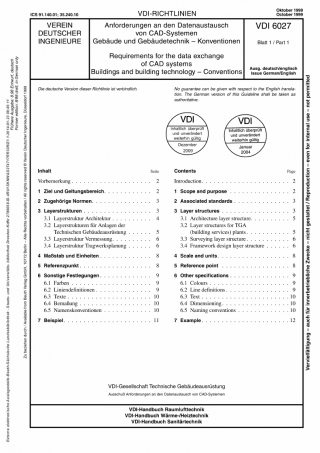 ICS 91.140.01; 35.240.10
VDI-RICHTLINIEN
Oktober 1999
October 1999
VEREIN
DEUTSCHER
INGENIEURE
Anforderungen an den Datenaustausch
von CAD-Systemen
Gebäude und Gebäudetechnik – Konventionen
Requirements for the data exchange
of CAD systems
Buildings and building technology – Conventions
VDI 6027
Blatt 1 / Part 1
Ausg. deutsch/englisch
Issue German/English
Die deutsche Version dieser Richtlinie ist verbindlich.
No guarantee can be given with respect to the English transla-
tion. The German version of this Guideline shall be taken as
authoritative.
VDI
Inhaltlich überprüft
und unverändert
weiterhin gültig:
Dezember
2009
VDI
Inhaltlich überprüft
und unverändert
weiterhin gültig:
Januar
2004
Inhalt Seite
Vorbemerkung . . . . . . . . . . . . . . . . . 2
1 Ziel und Geltungsbereich. . . . . . . . . . . 2
2 Zugehörige Normen. . . . . . . . . . . . . . 3
3 Layerstrukturen . . . . . . . . . . . . . . . 3
3.1 Layerstruktur Architektur . . . . . . . . . 4
3.2 Layerstrukturen für Anlagen der
Technischen Gebäudeausrüstung . . . . 5
3.3 Layerstruktur Vermessung. . . . . . . . . 6
3.4 Layerstruktur Tragwerksplanung . . . . . 6
4 Maßstab und Einheiten . . . . . . . . . . . . 8
5 Referenzpunkt . . . . . . . . . . . . . . . . 8
6 Sonstige Festlegungen. . . . . . . . . . . . 9
6.1 Farben . . . . . . . . . . . . . . . . . . 9
6.2 Liniendefinitionen . . . . . . . . . . . . 9
6.3 Texte . . . . . . . . . . . . . . . . . . 10
6.4 Bemaßung . . . . . . . . . . . . . . . . 10
6.5 Namenskonventionen . . . . . . . . . . 10
7 Beispiel. . . . . . . . . . . . . . . . . . . 11
Contents Page
Introduction. . . . . . . . . . . . . . . . . . 2
1 Scope and purpose . . . . . . . . . . . . . 2
2 Associated standards . . . . . . . . . . . . 3
3 Layer structures . . . . . . . . . . . . . . 3
3.1 Architecture layer structure. . . . . . . . 4
3.2 Layer structures for TGA
(building services) plants . . . . . . . . 5
3.3 Surveying layer structure . . . . . . . . . 6
3.4 Framework design layer structure . . . . 6
4 Scale and units . . . . . . . . . . . . . . . 8
5 Reference point . . . . . . . . . . . . . . . 8
6 Other specifications . . . . . . . . . . . . 9
6.1 Colours . . . . . . . . . . . . . . . . . 9
6.2 Line definitions . . . . . . . . . . . . . 9
6.3 Text . . . . . . . . . . . . . . . . . . 10
6.4 Dimensioning. . . . . . . . . . . . . . 10
6.5 Naming conventions . . . . . . . . . . 10
7 Example . . . . . . . . . . . . . . . . . . 12
VDI-Gesellschaft Technische Gebäudeausrüstung
Ausschuß Anforderungen an den Datenaustausch von CAD-Systemen
VDI-Handbuch Raumlufttechnik
VDI-Handbuch Wärme-/Heiztechnik
VDI-Handbuch Sanitärtechnik
Vervielfältigung – auch für innerbetriebliche Zwecke – nicht gestattet / Reproduction – even for internal use – not permitted